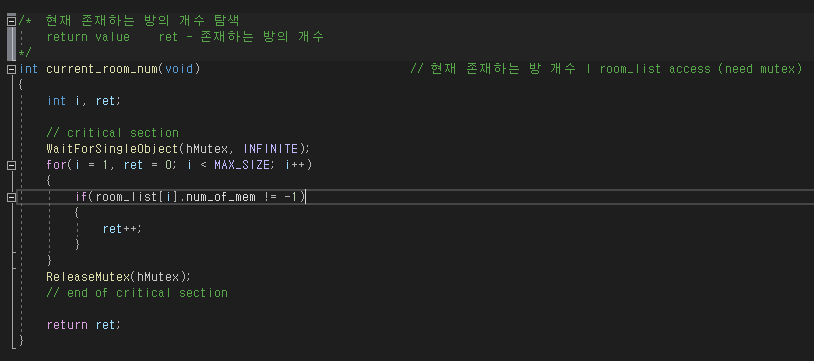 /*  현재 존재하는 방의 개수 탐색
    return value    ret - 존재하는 방의 개수
*/
int current_room_num(void)                              // 현재 존재하는 방 개수 | room_list access (need mutex)
{
    int i, ret;
    // critical section
    WaitForSingleObject(hMutex, INFINITE);
    for(i = 1, ret = 0; i < MAX_SIZE; i++)
    {
        if(room_list[i].num_of_mem != -1)
        {
            ret++;
        }
    }
    ReleaseMutex(hMutex);
    // end of critical section
    return ret;
}